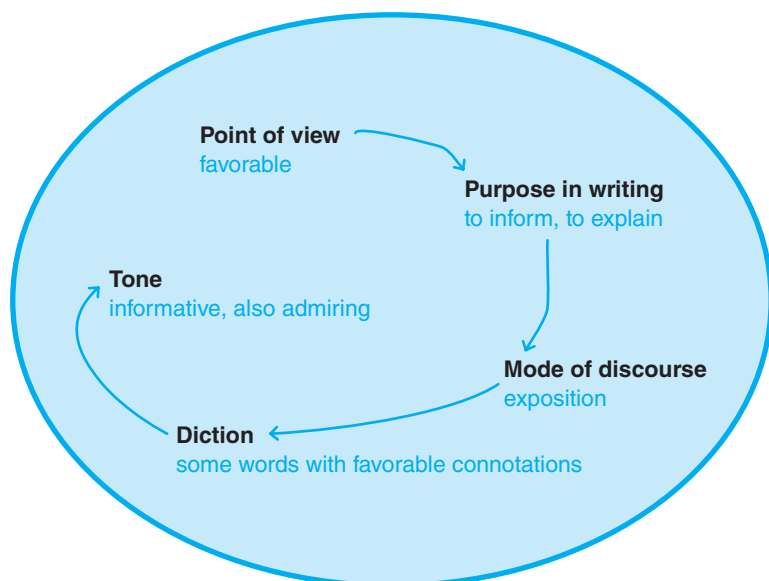 Point of view
favorable
Purpose in writing
to inform, to explain
Tone
informative, also admiring
Mode of discourse
exposition
Diction
some words with favorable connotations